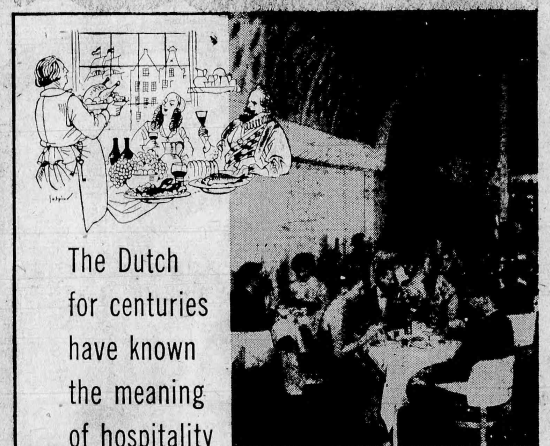 The Dutch
for centuries
have known
the meaning
of hospitality